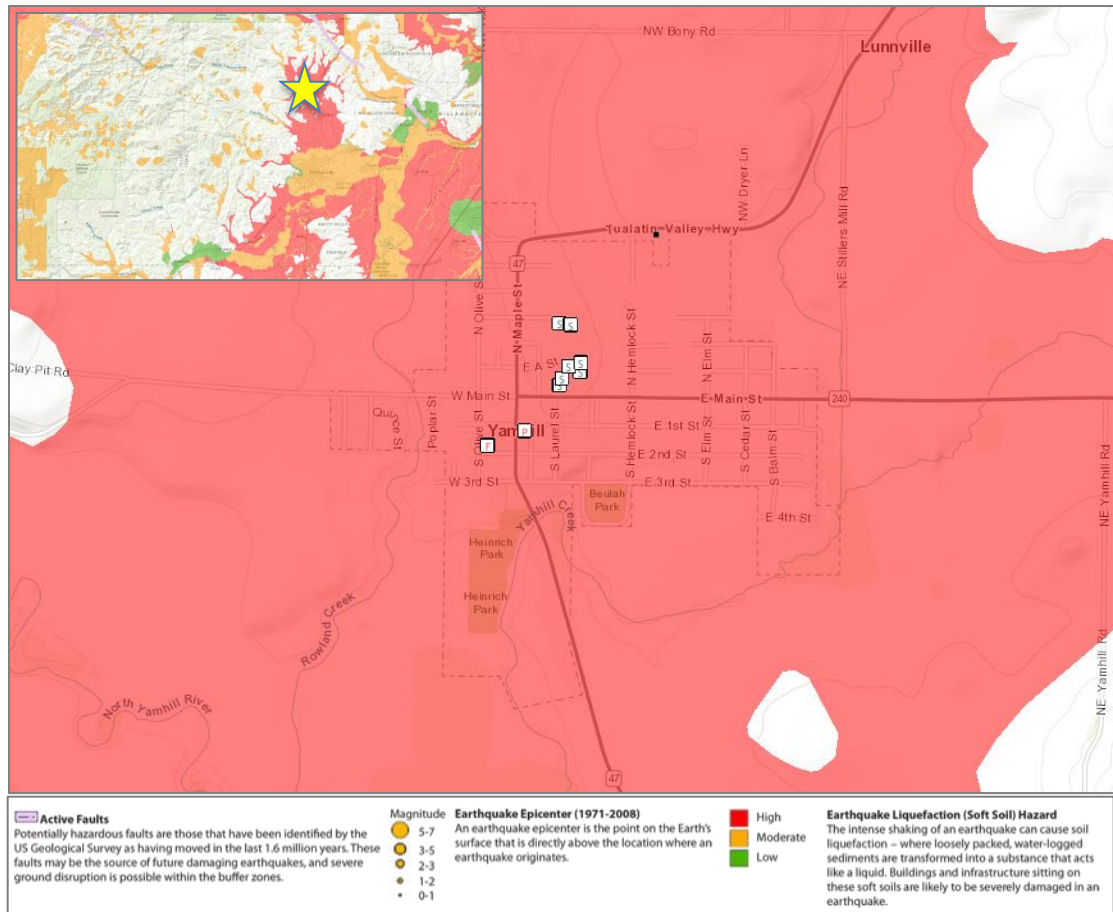 NW Bony Rd
Lunnville
NW Dryer Ln
Tualatin Valley Hwy
NE Stillers Mill Rd
47
N Olive St
N Maple St
N Hemlock St
N Elm St
S
S
E A St
S
S
S
S
S
Clay Pit Rd
W Main St
E Main St
240
Poplar St
S Olive St
Yamhill
P
F
S Laurel St
S Hemlock St
E 1st St
E 2nd St
S Elm St
S Cedar St
S Balm St
W 3rd St
E 3rd St
Beulah
Park
E 4th St
Yamhill Creek
Heinrich
Park
Heinrich
Park
Rowland Creek
North Yamhill River
NE Yamhill Rd
NE Yamhill Rd
47
Active Faults
Potentially hazardous faults are those that have been identified by the
US Geological Survey as having moved in the last 1.6 million years. These
faults may be the source of future damaging earthquakes, and severe
ground disruption is possible within the buffer zones.
Magnitude
5-7
3-5
2-3
1-2
0-1
Earthquake Epicenter (1971-2008)
An earthquake epicenter is the point on the Earth's
surface that is directly above the location where an
earthquake originates.
High
Moderate
Low
Earthquake Liquefaction (Soft Soil) Hazard
The intense shaking of an earthquake can cause soil
liquefaction – where loosely packed, water-logged
sediments are transformed into a substance that acts
like a liquid. Buildings and infrastructure sitting on
these soft soils are likely to be severely damaged in an
earthquake.